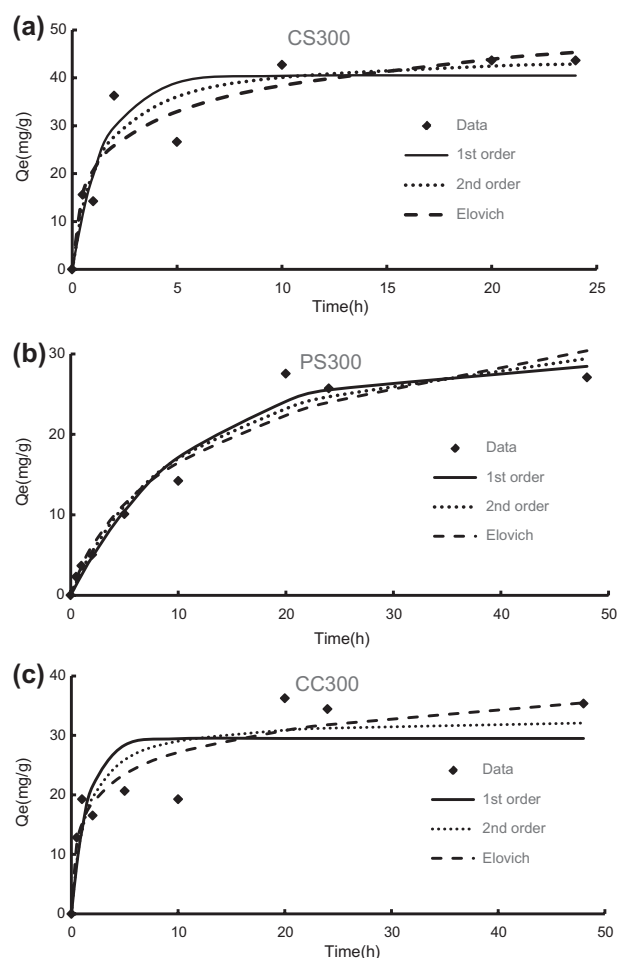 (a)
CS300
Qe(mg/g)
50
40
30
20
10
0
Data
1st order
2nd order
Elovich
0 5 10 15 20 25
Time(h)
(b)
PS300
Qe(mg/g)
30
20
10
0
Data
1st order
2nd order
Elovich
0 10 20 30 40 50
Time(h)
(c)
CC300
Qe(mg/g)
40
30
20
10
0
Data
1st order
2nd order
Elovich
0 10 20 30 40 50
Time(h)